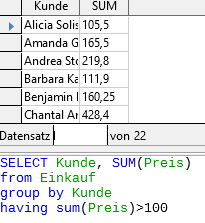 Kunde SUM
Alicia Solis 105,5
Amanda G 165,5
Andrea Sto 219,8
Barbara Ka 111,9
Benjamin 160,25
Chantal Ar 428,4
Datensatz von 22
SELECT Kunde, SUM(Preis)
from Einkauf
group by Kunde
having sum(Preis)>100